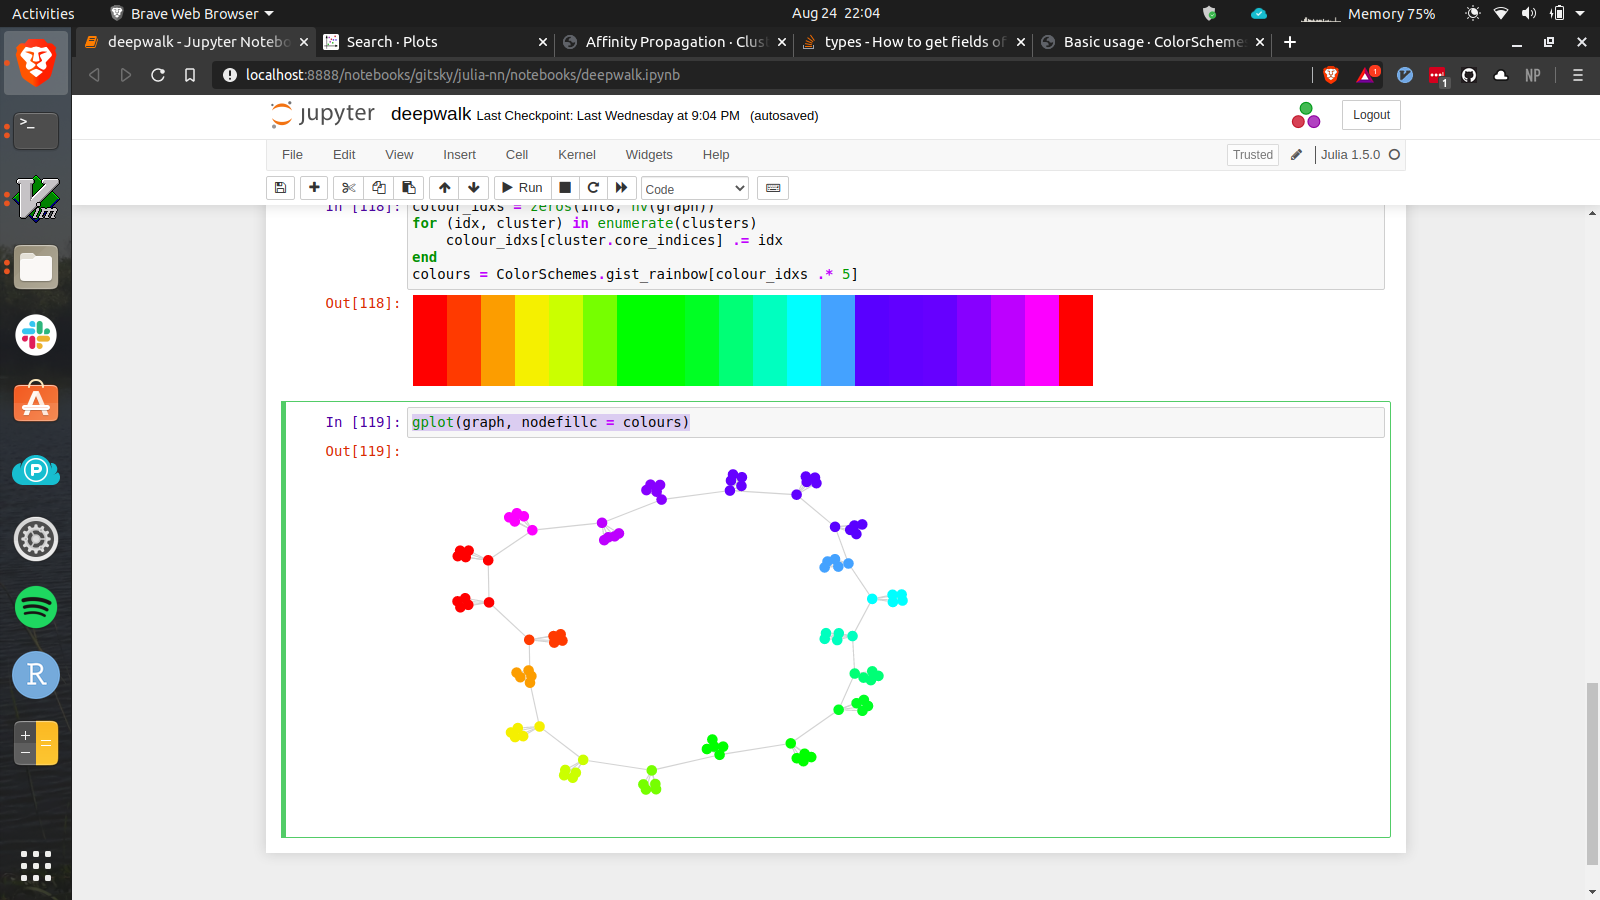 Activities
Brave Web Browser
Aug 24  22:04
Memory 75%
deepwalk - Jupyter Notebo
Search · Plots
Affinity Propagation · Clus
types - How to get fields of
Basic usage · ColorScheme
localhost:8888/notebooks/gitsky/julia-nn/notebooks/deepwalk.ipynb
1
1
NP
jupyter
deepwalk Last Checkpoint: Last Wednesday at 9:04 PM (autosaved)
Logout
File Edit View Insert Cell Kernel Widgets Help
Trusted
Julia 1.5.0
Run
Code
In [118]: colour_idxs = zeros(Int8, nv(graph))
for (idx, cluster) in enumerate(clusters)
    colour_idxs[cluster.core_indices] .= idx
end
colours = ColorSchemes.gist_rainbow[colour_idxs .* 5]
Out[118]:
In [119]: gplot(graph, nodefillc = colours)
Out[119]:
>_
Vim
P
R